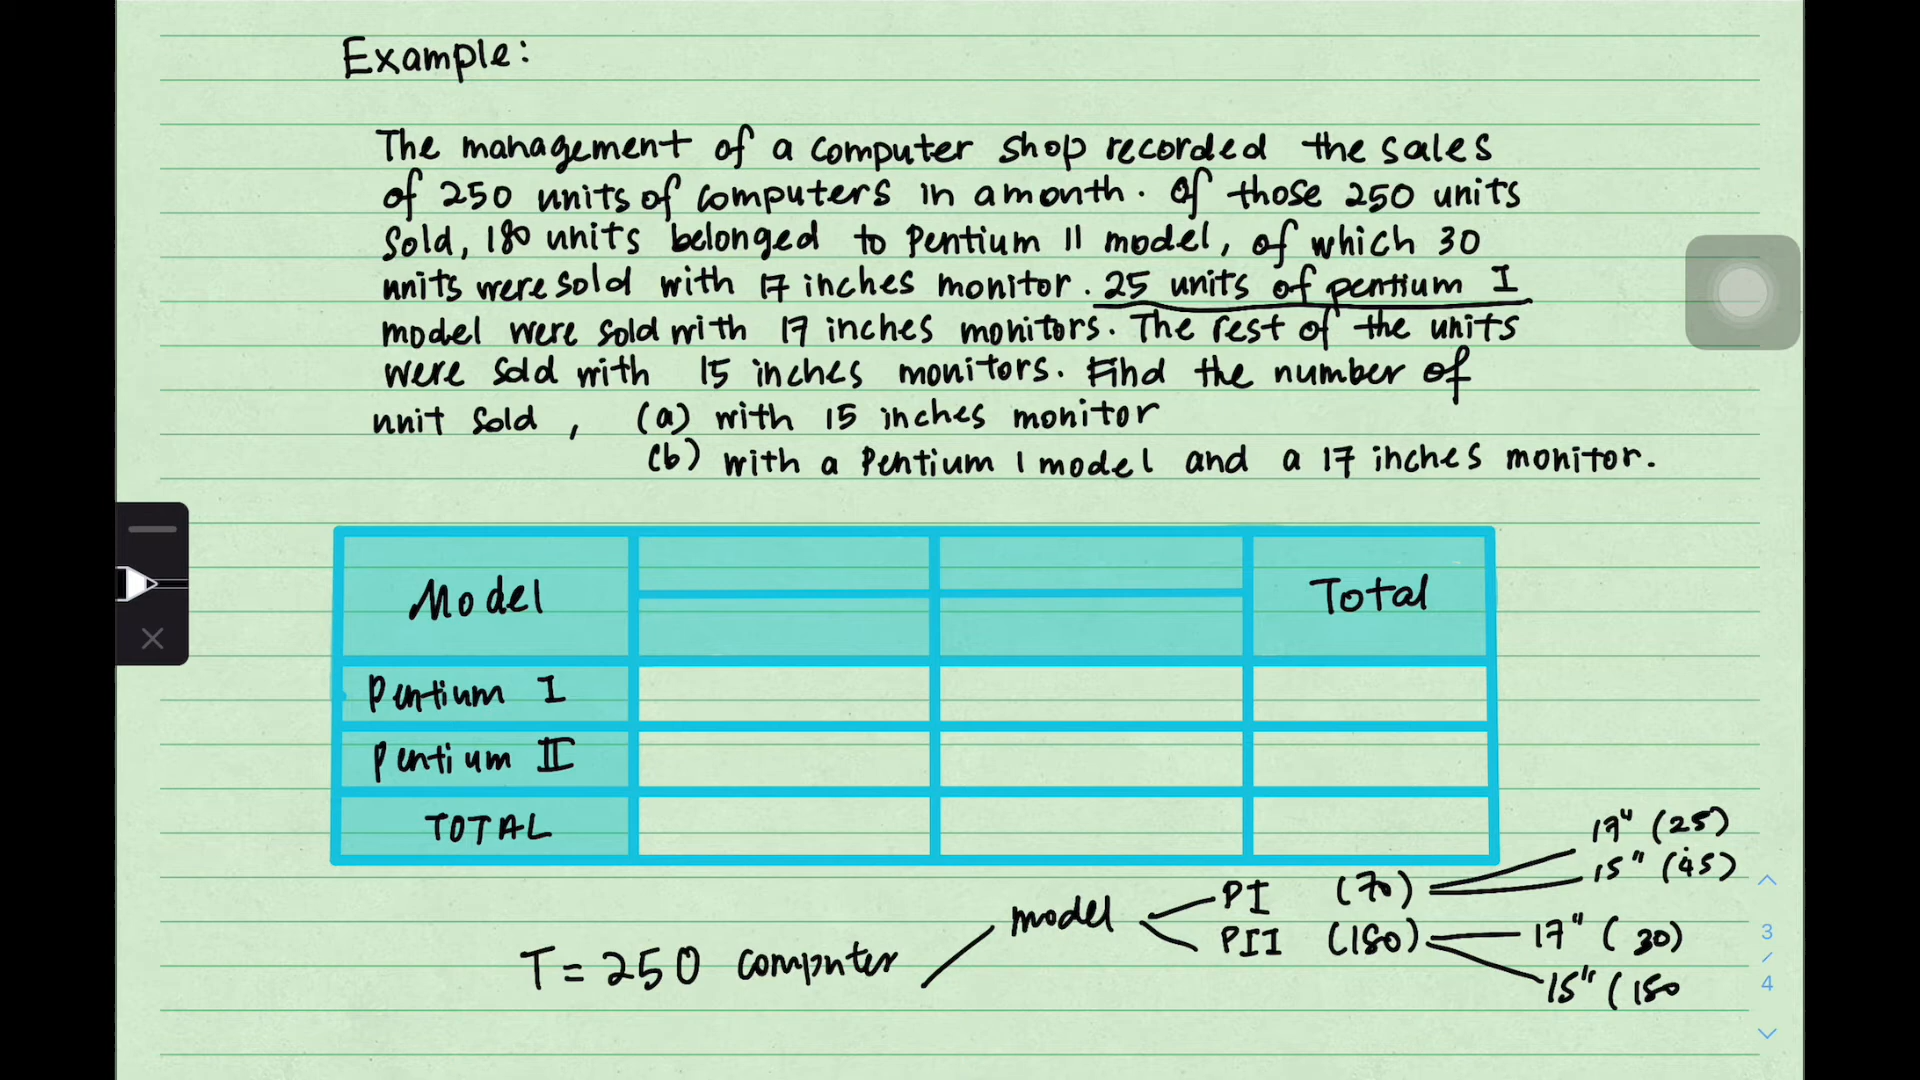 Example:
The management of a computer shop recorded the sales
of 250 units of computers in a month. Of those 250 units
sold, 180 units belonged to Pentium II model, of which 30
units were sold with 17 inches monitor. 25 units of pentium I
model were sold with 17 inches monitors. The rest of the units
were sold with 15 inches monitors. Find the number of
unit sold, (a) with 15 inches monitor
(b) with a Pentium I model and a 17 inches monitor.
Model Total
Pentium I
Pentium II
TOTAL
17" (25)
15" (45)
model PI (70)
PII (180) 17" (30)
T = 250 computer
15" (150
3
/
4